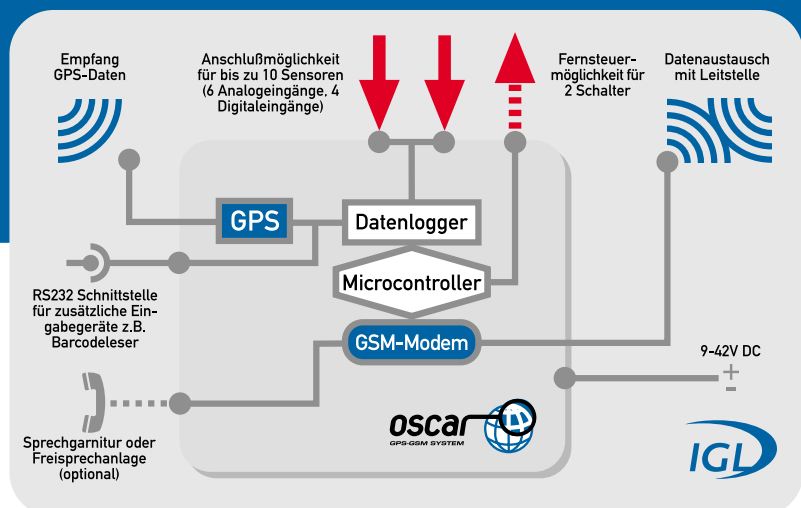 Empfang
GPS-Daten
Anschlußmöglichkeit
für bis zu 10 Sensoren
(6 Analogeingänge, 4
Digitaleingänge)
Fernsteuer-
möglichkeit für
2 Schalter
Datenaustausch
mit Leitstelle
GPS
Datenlogger
Microcontroller
RS232 Schnittstelle
für zusätzliche Ein-
gabegeräte z.B.
Barcodeleser
GSM-Modem
9-42V DC
+
-
Sprechgarnitur oder
Freisprechanlage
(optional)
oscar
GPS-GSM SYSTEM
IGL